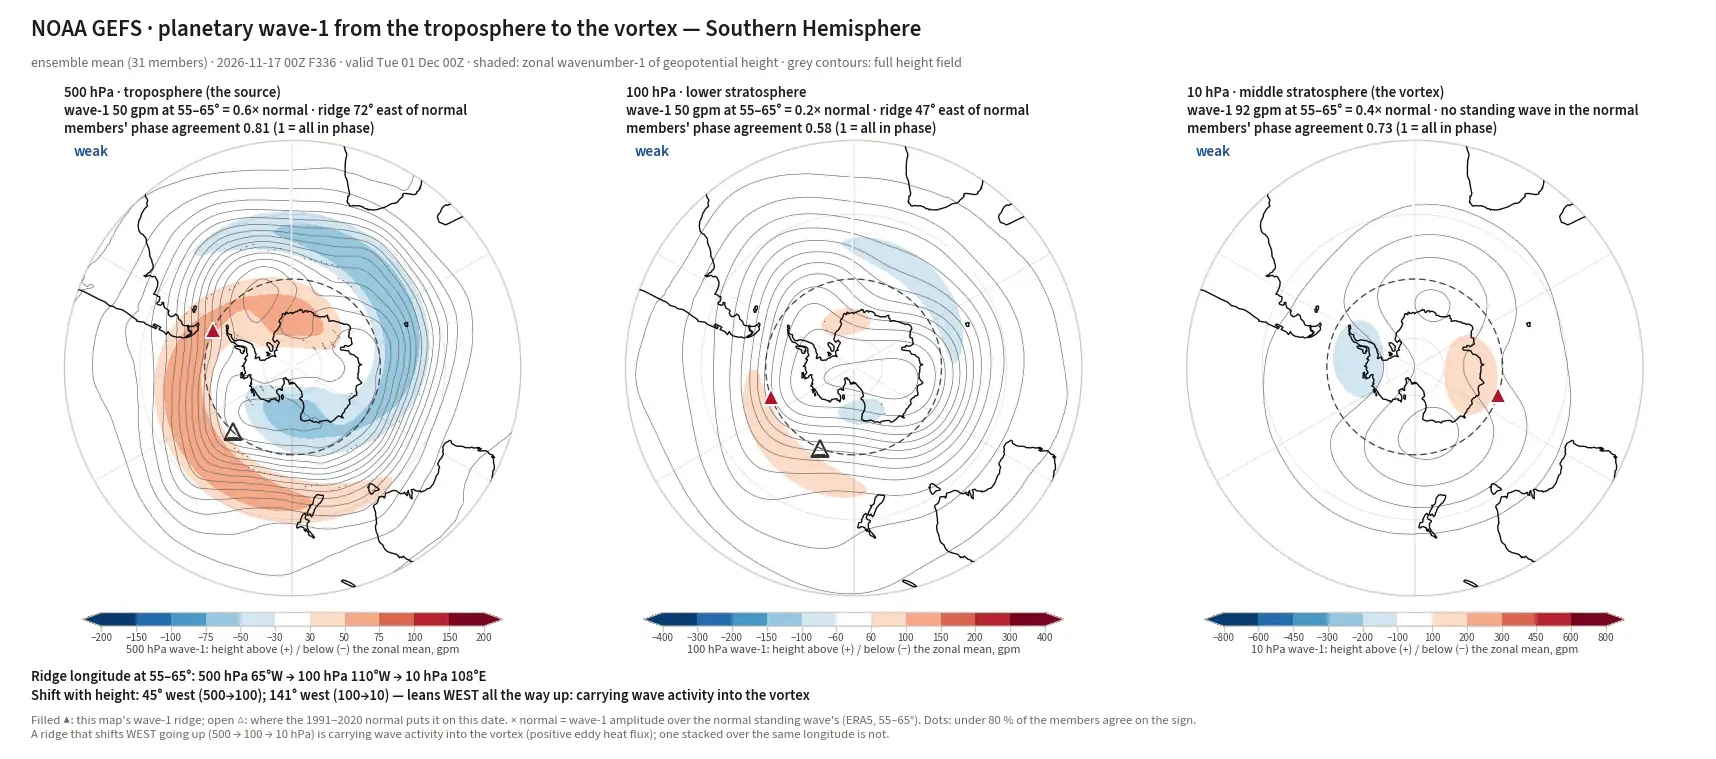 NOAA GEFS · planetary wave-1 from the troposphere to the vortex — Southern Hemisphere
ensemble mean (31 members) · 2026-11-17 00Z F336 · valid Tue 01 Dec 00Z · shaded: zonal wavenumber-1 of geopotential height · grey contours: full height field
500 hPa · troposphere (the source)
wave-1 50 gpm at 55–65° = 0.6× normal · ridge 72° east of normal
members' phase agreement 0.81 (1 = all in phase)
weak
100 hPa · lower stratosphere
wave-1 50 gpm at 55–65° = 0.2× normal · ridge 47° east of normal
members' phase agreement 0.58 (1 = all in phase)
weak
10 hPa · middle stratosphere (the vortex)
wave-1 92 gpm at 55–65° = 0.4× normal · no standing wave in the normal
members' phase agreement 0.73 (1 = all in phase)
weak
−200 −150 −100 −75 −50 −30 30 50 75 100 150 200
500 hPa wave-1: height above (+) / below (−) the zonal mean, gpm
−400 −300 −200 −150 −100 −60 60 100 150 200 300 400
100 hPa wave-1: height above (+) / below (−) the zonal mean, gpm
−800 −600 −450 −300 −200 −100 100 200 300 450 600 800
10 hPa wave-1: height above (+) / below (−) the zonal mean, gpm
Ridge longitude at 55–65°: 500 hPa 65°W → 100 hPa 110°W → 10 hPa 108°E
Shift with height: 45° west (500→100); 141° west (100→10) — leans WEST all the way up: carrying wave activity into the vortex
Filled ▲: this map's wave-1 ridge; open △: where the 1991–2020 normal puts it on this date. × normal = wave-1 amplitude over the normal standing wave's (ERA5, 55–65°). Dots: under 80 % of the members agree on the sign.
A ridge that shifts WEST going up (500 → 100 → 10 hPa) is carrying wave activity into the vortex (positive eddy heat flux); one stacked over the same longitude is not.